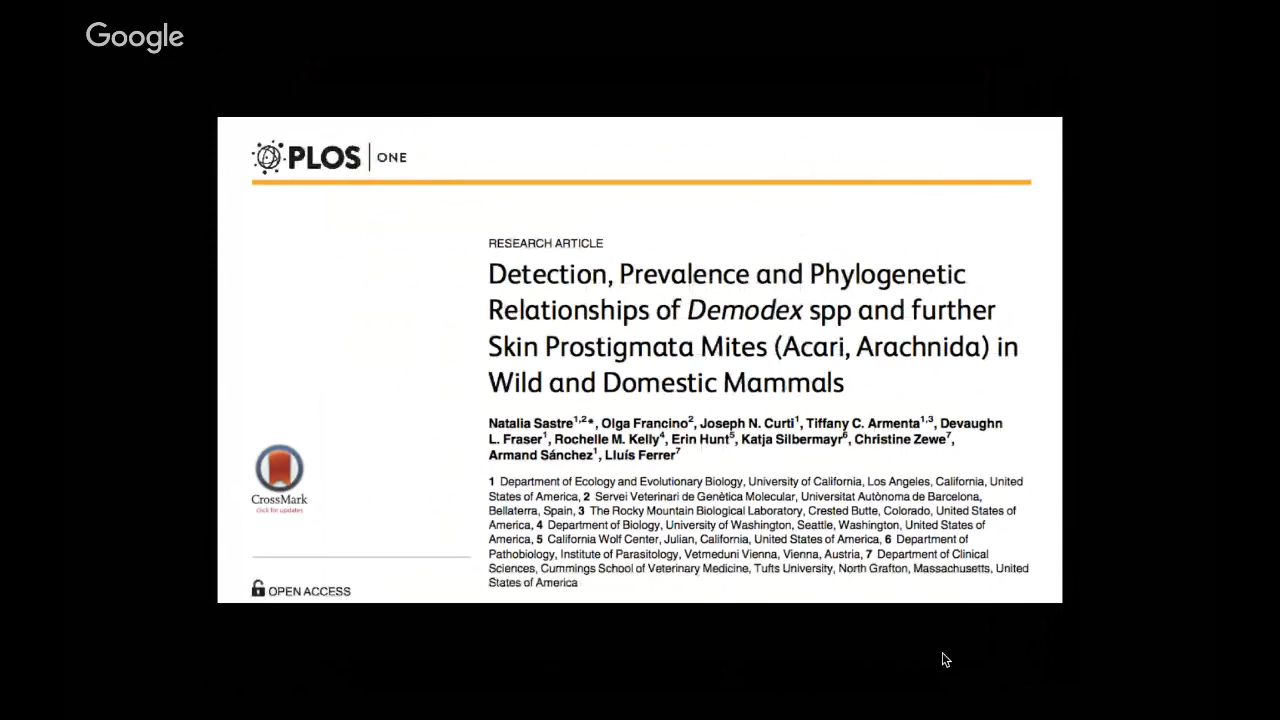 Google
PLOS | ONE
RESEARCH ARTICLE
Detection, Prevalence and Phylogenetic
Relationships of Demodex spp and further
Skin Prostigmata Mites (Acari, Arachnida) in
Wild and Domestic Mammals
Natalia Sastre1,2*, Olga Francino2, Joseph N. Curti1, Tiffany C. Armenta1,3, Devaughn
L. Fraser1, Rochelle M. Kelly4, Erin Hunt5, Katja Silbermayr6, Christine Zewe7,
Armand Sánchez1, Lluís Ferrer7
1 Department of Ecology and Evolutionary Biology, University of California, Los Angeles, California, United
States of America, 2 Servei Veterinari de Genètica Molecular, Universitat Autònoma de Barcelona,
Bellaterra, Spain, 3 The Rocky Mountain Biological Laboratory, Crested Butte, Colorado, United States of
America, 4 Department of Biology, University of Washington, Seattle, Washington, United States of
America, 5 California Wolf Center, Julian, California, United States of America, 6 Department of
Pathobiology, Institute of Parasitology, Vetmeduni Vienna, Vienna, Austria, 7 Department of Clinical
Sciences, Cummings School of Veterinary Medicine, Tufts University, North Grafton, Massachusetts, United
States of America
CrossMark
click for updates
OPEN ACCESS